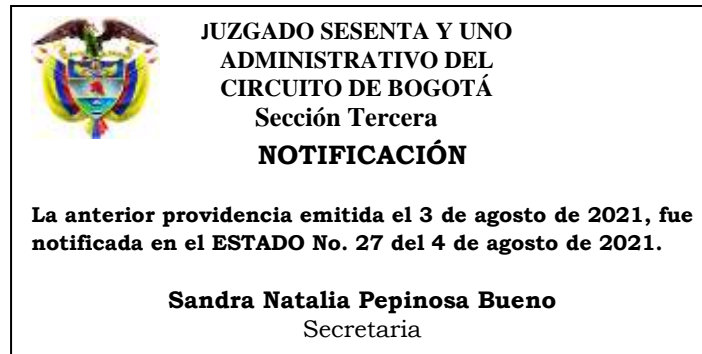 JUZGADO SESENTA Y UNO
ADMINISTRATIVO DEL
CIRCUITO DE BOGOTÁ
Sección Tercera
NOTIFICACIÓN
La anterior providencia emitida el 3 de agosto de 2021, fue
notificada en el ESTADO No. 27 del 4 de agosto de 2021.
Sandra Natalia Pepinosa Bueno
Secretaria